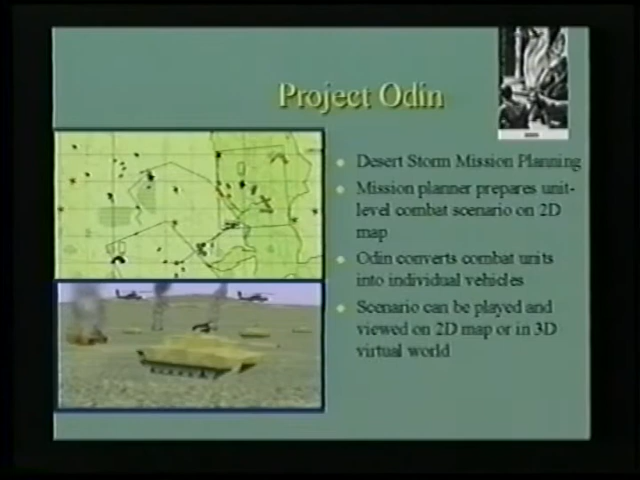 Project Odin
Desert Storm Mission Planning
Mission planner prepares unit-
level combat scenario on 2D
map
Odin converts combat units
into individual vehicles
Scenario can be played and
viewed on 2D map or in 3D
virtual world